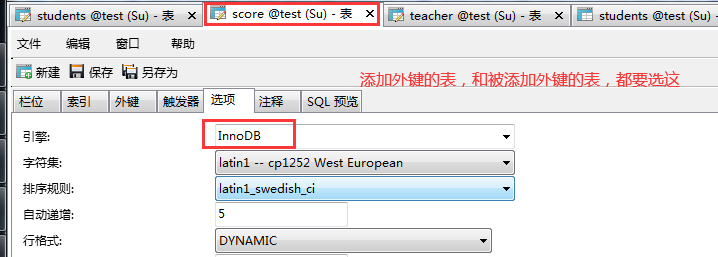 students @test (Su) - 表 score @test (Su) - 表 teacher @test (Su) - 表 students @test (Su) - 表
文件 编辑 窗口 帮助
新建 保存 另存为
添加外键的表，和被添加外键的表，都要选这
栏位 索引 外键 触发器 选项 注释 SQL 预览
引擎: InnoDB
字符集: latin1 -- cp1252 West European
排序规则: latin1_swedish_ci
自动递增: 5
行格式: DYNAMIC